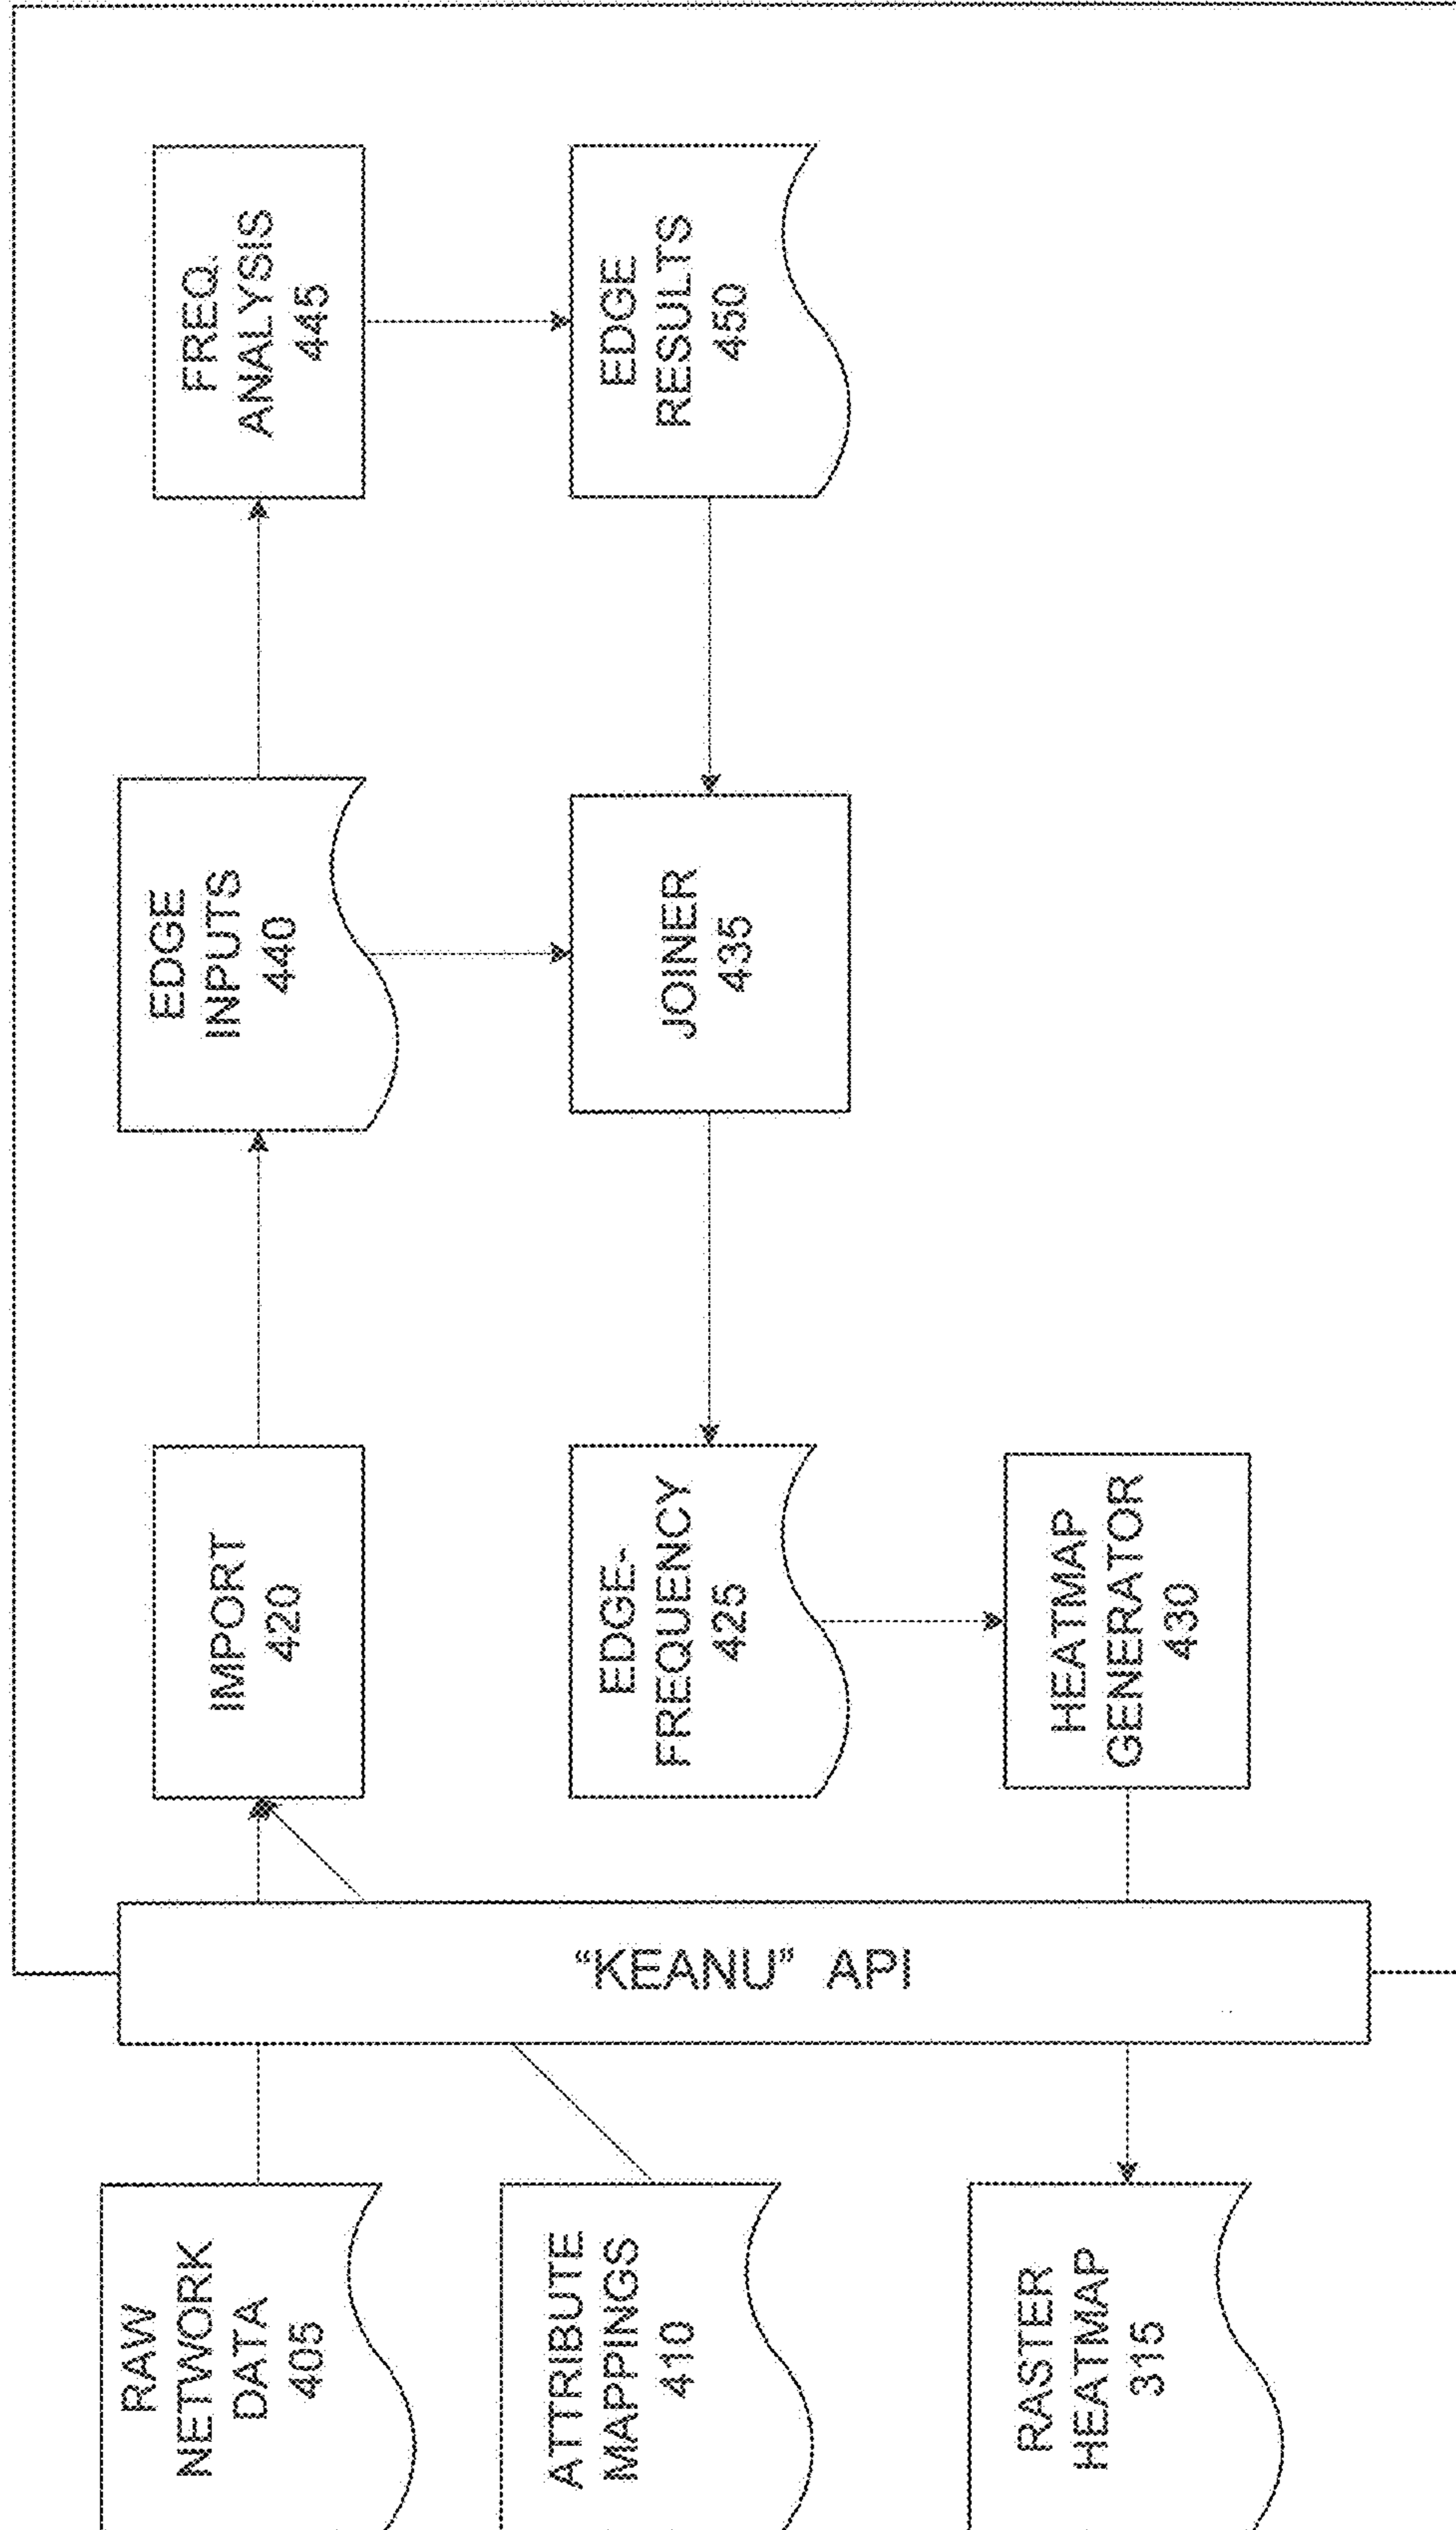 RAW
NETWORK
DATA
405
IMPORT
420
EDGE
INPUTS
440
FREQ.
ANALYSIS
445
ATTRIBUTE
MAPPINGS
410
"KEANU" API
EDGE-
FREQUENCY
425
JOINER
435
EDGE
RESULTS
450
RASTER
HEATMAP
315
HEATMAP
GENERATOR
430